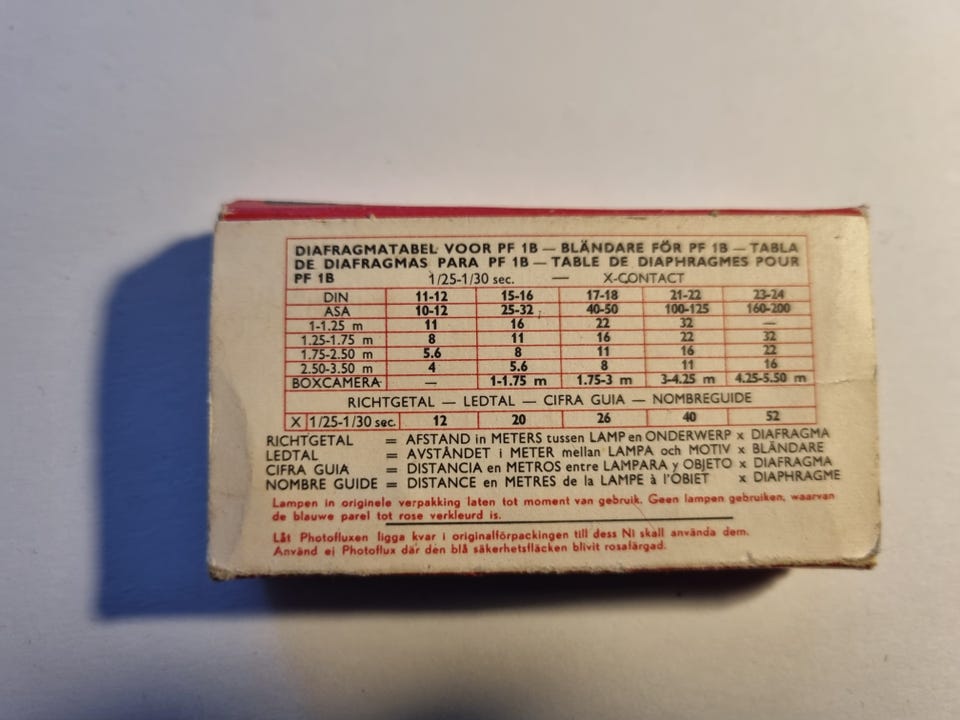 DIAFRAGMATABEL VOOR PF 1B — BLÄNDARE FÖR PF 1B — TABLA
DE DIAFRAGMAS PARA PF 1B — TABLE DE DIAPHRAGMES POUR
PF 1B 1/25-1/30 sec. — X-CONTACT
DIN 11-12 15-16 17-18 21-22 23-24
ASA 10-12 25-32 40-50 100-125 160-200
1-1.25 m 11 16 22 32 —
1.25-1.75 m 8 11 16 22 32
1.75-2.50 m 5.6 8 11 16 22
2.50-3.50 m 4 5.6 8 11 16
BOXCAMERA — 1-1.75 m 1.75-3 m 3-4.25 m 4.25-5.50 m
RICHTGETAL — LEDTAL — CIFRA GUIA — NOMBREGUIDE
X 1/25-1/30 sec. 12 20 26 40 52
RICHTGETAL = AFSTAND in METERS tussen LAMP en ONDERWERP x DIAFRAGMA
LEDTAL = AVSTÅNDET i METER mellan LAMPA och MOTIV x BLÄNDARE
CIFRA GUIA = DISTANCIA en METROS entre LAMPARA y OBJETO x DIAFRAGMA
NOMBRE GUIDE = DISTANCE en METRES de la LAMPE à l'OBJET x DIAPHRAGME
Lampen in originele verpakking laten tot moment van gebruik. Geen lampen gebruiken, waarvan
de blauwe parel tot rose verkleurd is.
Låt Photofluxen ligga kvar i originalförpackingen till dess Ni skall använda dem.
Använd ei Photoflux där den blå säkerhetsfläcken blivit rosafärgad.